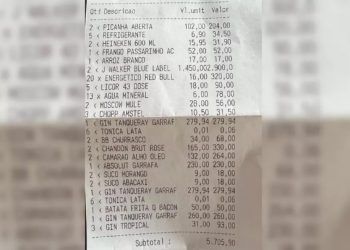 Qtd Descricao Vl.unit Valor
2 x PICANHA ABERTA 102,00 204,00
5 x REFRIGERANTE 6,90 34,50
2 x HEINEKEN 600 ML 15,95 31,90
1 x FRANGO PASSARINHO AC 52,00 52,00
1 x ARROZ BRANCO 17,00 17,00
2 x J WALKER BLUE LABEL 1.450,00 2.900,0
20 x ENERGETICO RED BULL 16,00 320,00
5 x LICOR 43 DOSE 18,00 90,00
13 x AGUA MINERAL 6,00 78,00
2 x MOSCOW MULE 28,00 56,00
3 x CHOPP AMSTEL 10,50 31,50
1 x GIN TANQUERAY GARRAF 279,94 279,94
6 x TONICA LATA 0,01 0,06
2 x BB CHURRASCO 34,00 68,00
2 x CHANDON BRUT ROSE 165,00 330,00
2 x CAMARAO ALHO OLEO 132,00 264,00
1 x ABSOLUT GARRAFA 230,00 230,00
2 x SUCO MORANGO 9,00 18,00
2 x SUCO ABACAXI 9,00 18,00
1 x GIN TANQUERAY GARRAF 279,94 279,94
6 x TONICA LATA 0,01 0,06
1 x BATATA FRITA Q BACON 50,00 50,00
1 x GIN TANQUERAY GARRAF 260,00 260,00
3 x GIN TROPICAL 31,00 93,00
Subtotal : 5.705,90